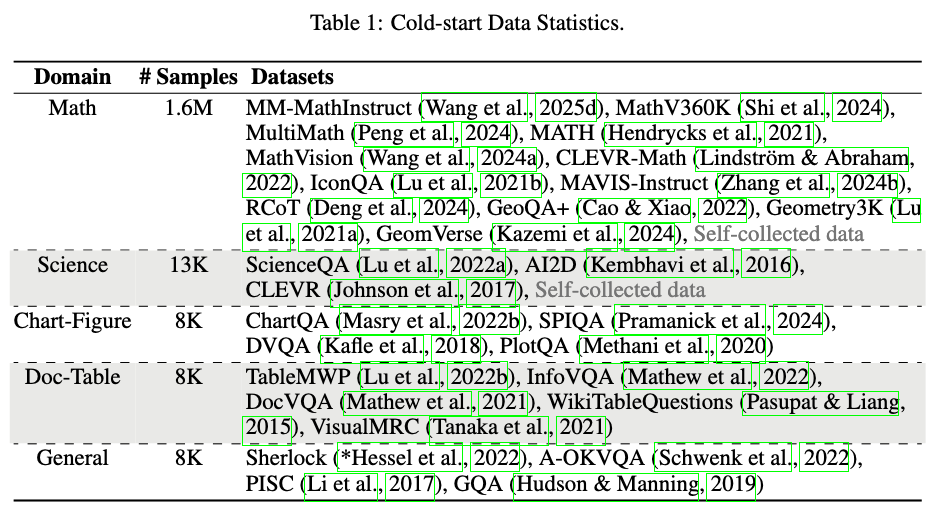 Table 1: Cold-start Data Statistics.
Domain # Samples Datasets
Math 1.6M MM-MathInstruct (Wang et al., 2025d), MathV360K (Shi et al., 2024),
MultiMath (Peng et al., 2024), MATH (Hendrycks et al., 2021),
MathVision (Wang et al., 2024a), CLEVR-Math (Lindström & Abraham,
2022), IconQA (Lu et al., 2021b), MAVIS-Instruct (Zhang et al., 2024b),
RCoT (Deng et al., 2024), GeoQA+ (Cao & Xiao, 2022), Geometry3K (Lu
et al., 2021a), GeomVerse (Kazemi et al., 2024), Self-collected data
Science 13K ScienceQA (Lu et al., 2022a), AI2D (Kembhavi et al., 2016),
CLEVR (Johnson et al., 2017), Self-collected data
Chart-Figure 8K ChartQA (Masry et al., 2022b), SPIQA (Pramanick et al., 2024),
DVQA (Kafle et al., 2018), PlotQA (Methani et al., 2020)
Doc-Table 8K TableMWP (Lu et al., 2022b), InfoVQA (Mathew et al., 2022),
DocVQA (Mathew et al., 2021), WikiTableQuestions (Pasupat & Liang,
2015), VisualMRC (Tanaka et al., 2021)
General 8K Sherlock (*Hessel et al., 2022), A-OKVQA (Schwenk et al., 2022),
PISC (Li et al., 2017), GQA (Hudson & Manning, 2019)